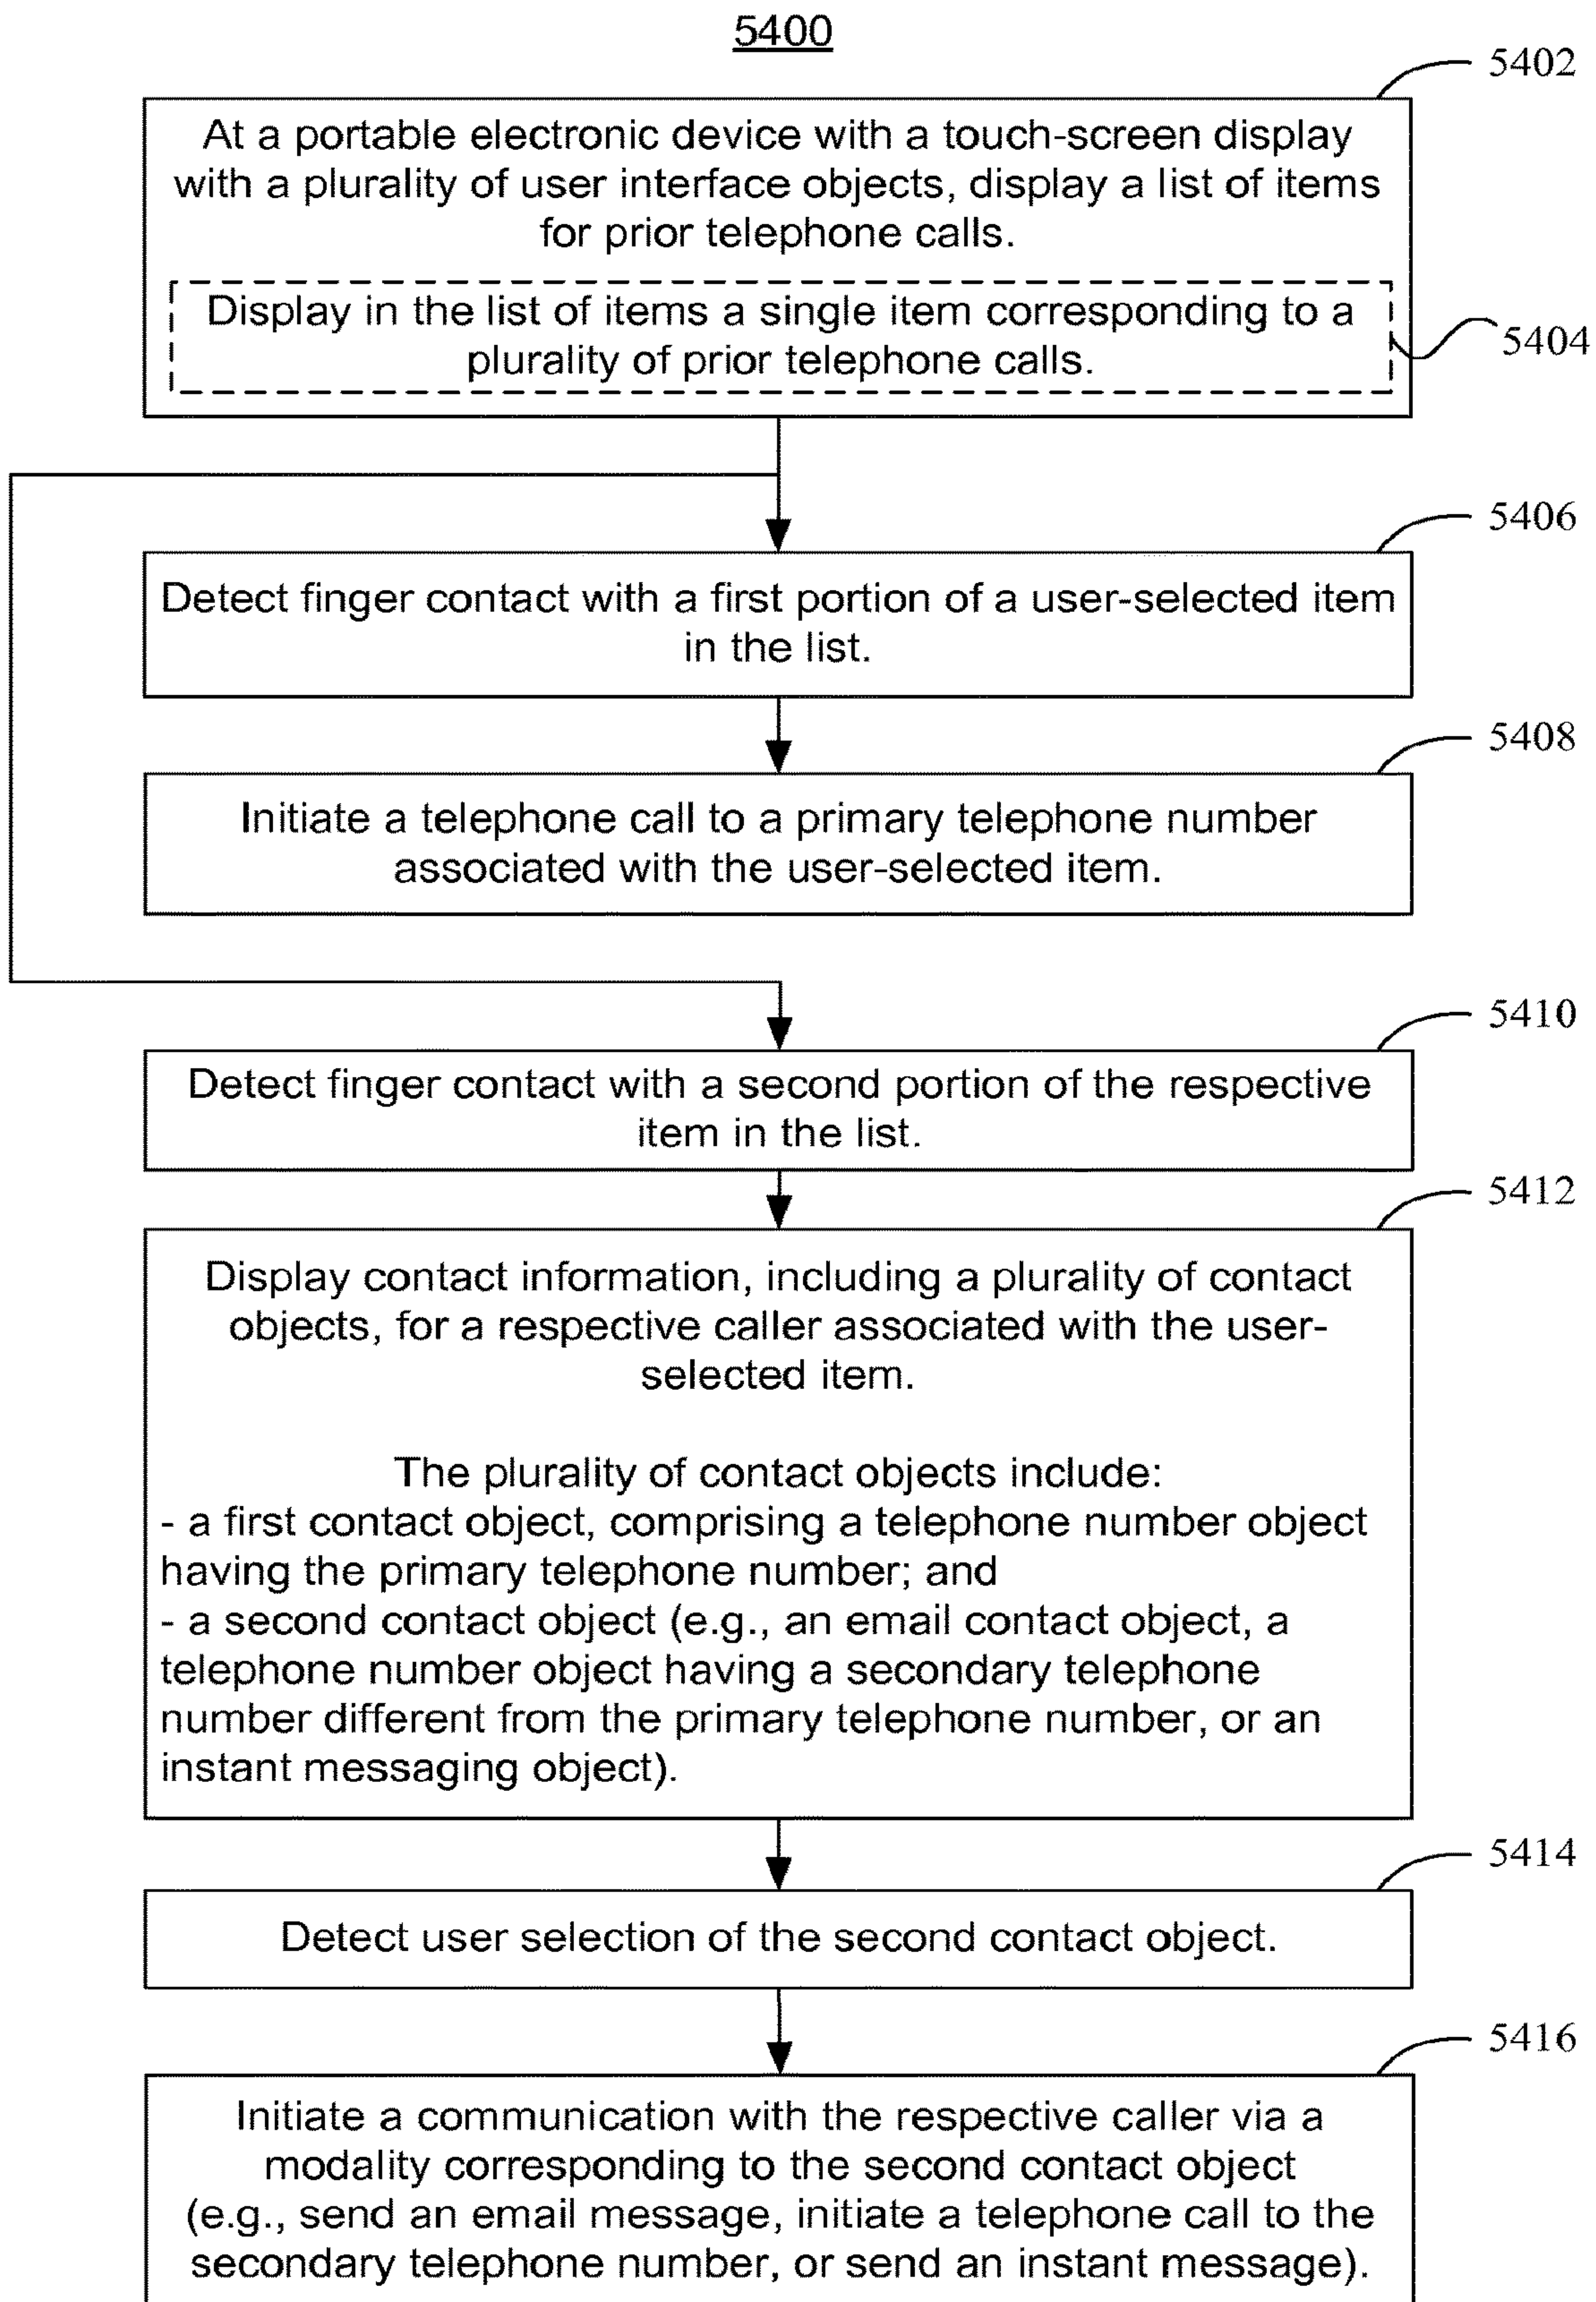 5400
5402
At a portable electronic device with a touch-screen display
with a plurality of user interface objects, display a list of items
for prior telephone calls.
Display in the list of items a single item corresponding to a
plurality of prior telephone calls.
5404
5406
Detect finger contact with a first portion of a user-selected item
in the list.
5408
Initiate a telephone call to a primary telephone number
associated with the user-selected item.
5410
Detect finger contact with a second portion of the respective
item in the list.
5412
Display contact information, including a plurality of contact
objects, for a respective caller associated with the user-
selected item.
The plurality of contact objects include:
- a first contact object, comprising a telephone number object
having the primary telephone number; and
- a second contact object (e.g., an email contact object, a
telephone number object having a secondary telephone
number different from the primary telephone number, or an
instant messaging object).
5414
Detect user selection of the second contact object.
5416
Initiate a communication with the respective caller via a
modality corresponding to the second contact object
(e.g., send an email message, initiate a telephone call to the
secondary telephone number, or send an instant message).